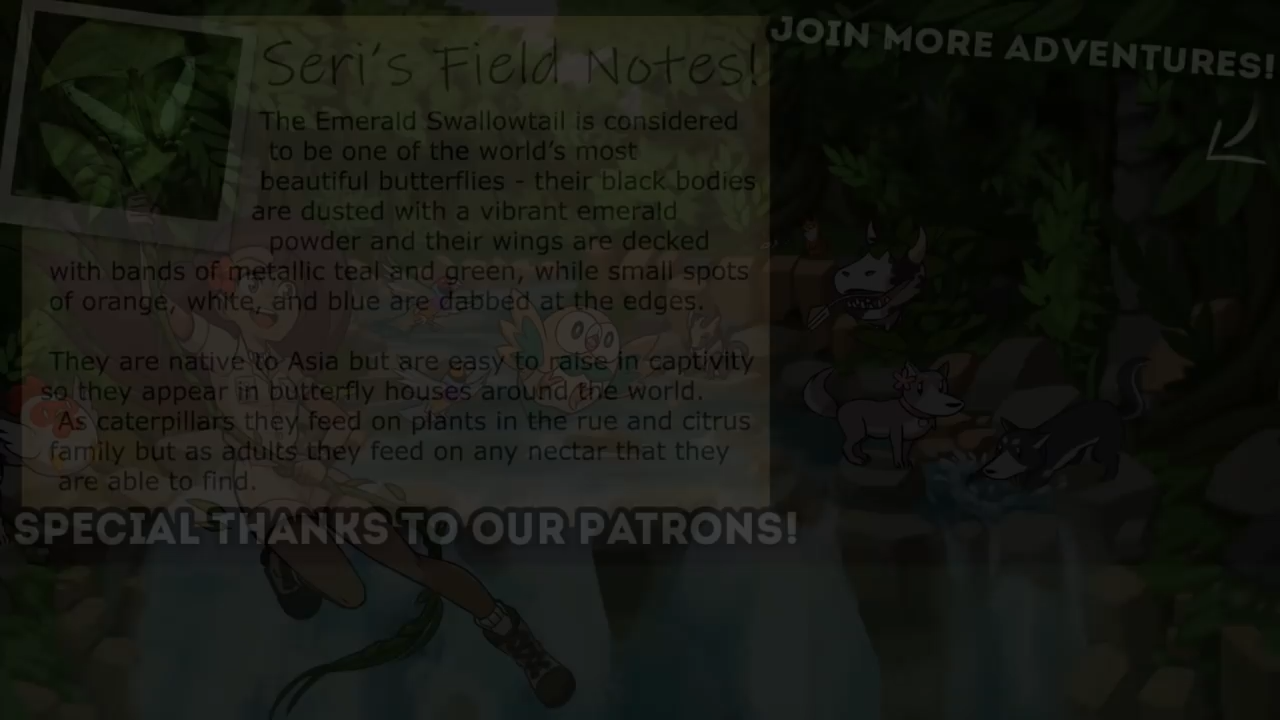 JOIN MORE ADVENTURES!
Seri's Field Notes!
The Emerald Swallowtail is considered
to be one of the world's most
beautiful butterflies - their black bodies
are dusted with a vibrant emerald
powder and their wings are decked
with bands of metallic teal and green, while small spots
of orange, white, and blue are dabbed at the edges.
They are native to Asia but are easy to raise in captivity
so they appear in butterfly houses around the world.
As caterpillars they feed on plants in the rue and citrus
family but as adults they feed on any nectar that they
are able to find.
SPECIAL THANKS TO OUR PATRONS!